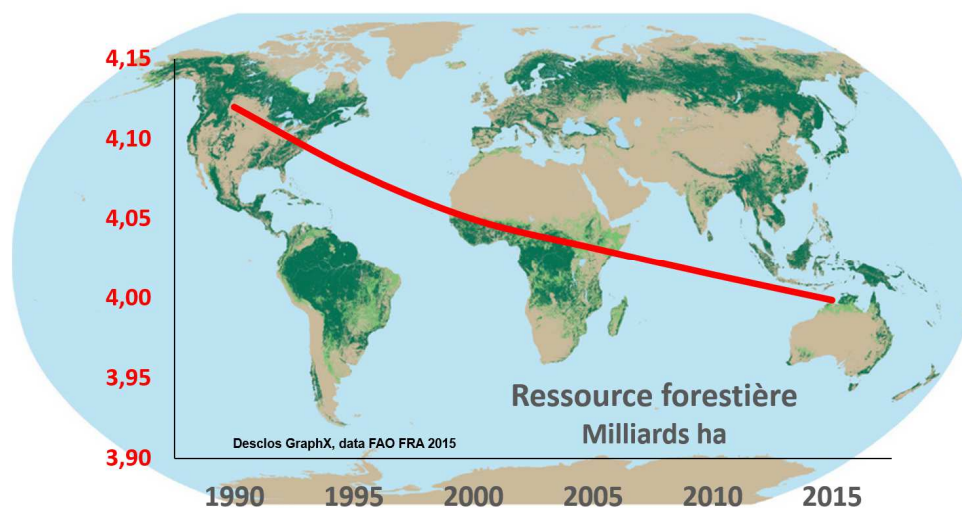 4,15
4,10
4,05
4,00
3,95
3,90
Ressource forestière
Milliards ha
Desclos GraphX, data FAO FRA 2015
1990 1995 2000 2005 2010 2015